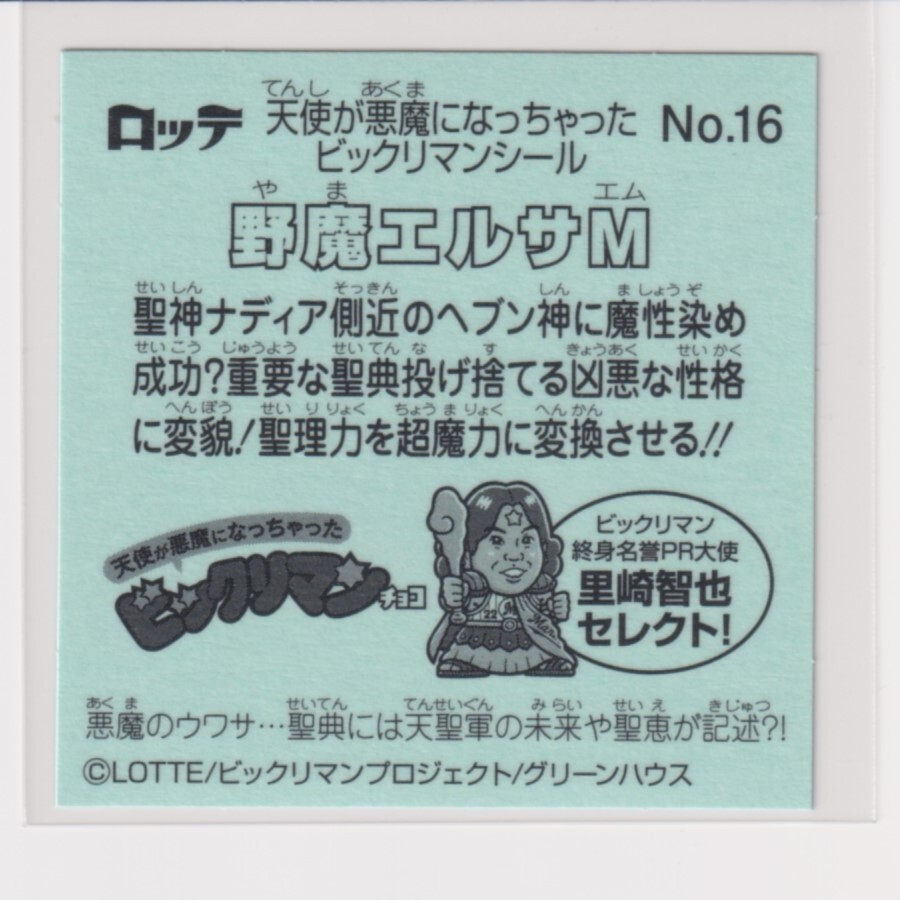 てんし あくま
ロッテ 天使が悪魔になっちゃった No.16
ビックリマンシール
や ま エム
野魔エルサM
せいしん そっきん しん ましょうぞ
聖神ナディア側近のヘブン神に魔性染め
せいこう じゅうよう せいてん な す きょうあく せいかく
成功?重要な聖典投げ捨てる凶悪な性格
へんぼう せいりりょく ちょうまりょく へんかん
に変貌!聖理力を超魔力に変換させる!!
天使が悪魔になっちゃった
ビックリマンチョコ
22
ビックリマン
終身名誉PR大使
里崎智也
セレクト!
あくま せいてん てんせいぐん みらい せいえ きじゅつ
悪魔のウワサ…聖典には天聖軍の未来や聖恵が記述?!
©LOTTE/ビックリマンプロジェクト/グリーンハウス